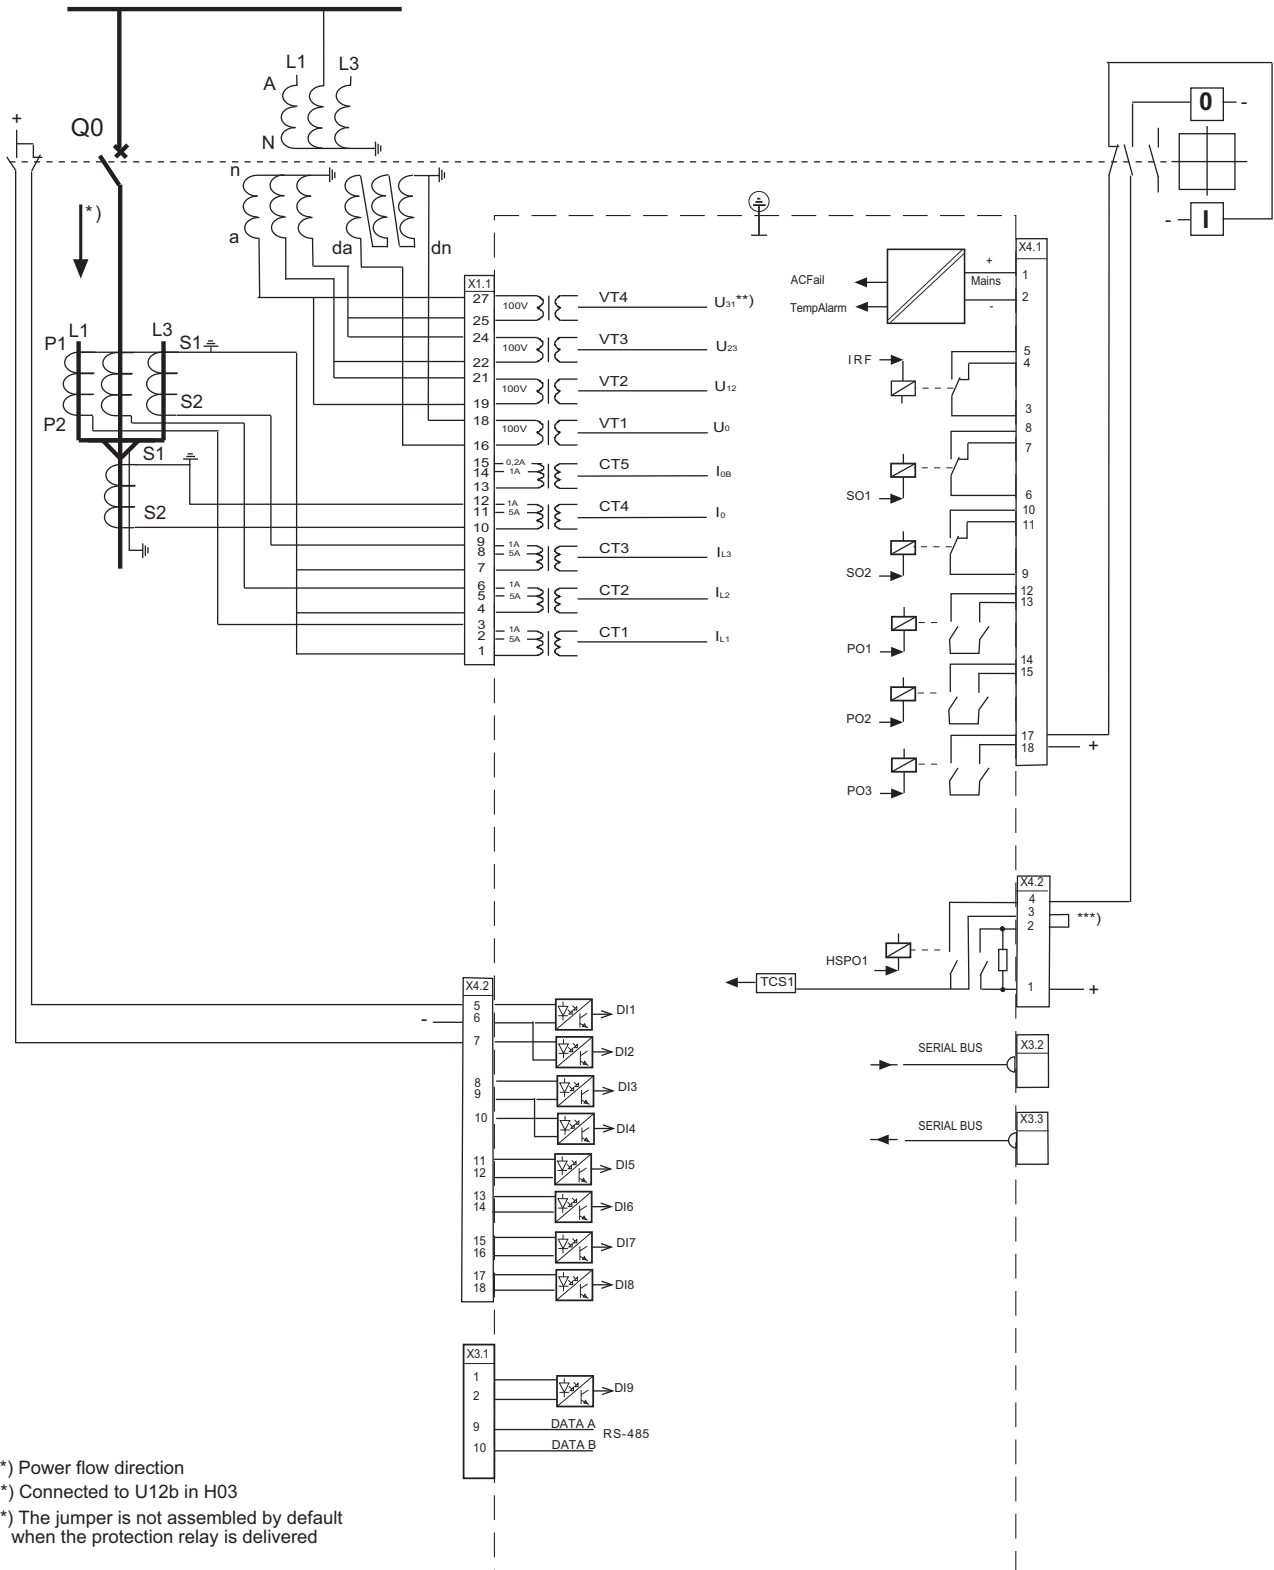 L1 L3
A
N
+
Q0
0 -
- I
*)
n
a
da
dn
X1.1
27
25
24
22
21
19
18
16
15
14
13
12
11
10
9
8
7
6
5
4
3
2
1
100V VT4 U31**)
100V VT3 U23
100V VT2 U12
100V VT1 U0
0,2A
1A CT5 I0B
1A
5A CT4 I0
1A
5A CT3 IL3
1A
5A CT2 IL2
1A
5A CT1 IL1
L1 L3
P1 S1
P2 S2
S1
S2
X4.1
ACFail
TempAlarm
+
Mains
-
1
2
IRF
5
4
3
SO1
8
7
6
SO2
10
11
9
PO1
12
13
PO2
14
15
PO3
17
18 +
X4.2
4
3
2
1 +
***)
HSPO1
TCS1
X3.2
SERIAL BUS
X3.3
SERIAL BUS
X4.2
5
- 6
7
8
9
10
11
12
13
14
15
16
17
18
DI1
DI2
DI3
DI4
DI5
DI6
DI7
DI8
X3.1
1
2
9
10
DI9
DATA A
DATA B
RS-485
*) Power flow direction
*) Connected to U12b in H03
*) The jumper is not assembled by default
when the protection relay is delivered